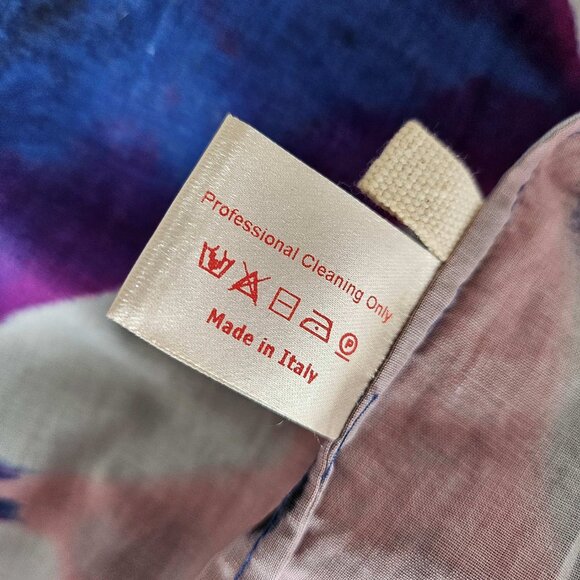 Professional Cleaning Only
P
Made in Italy